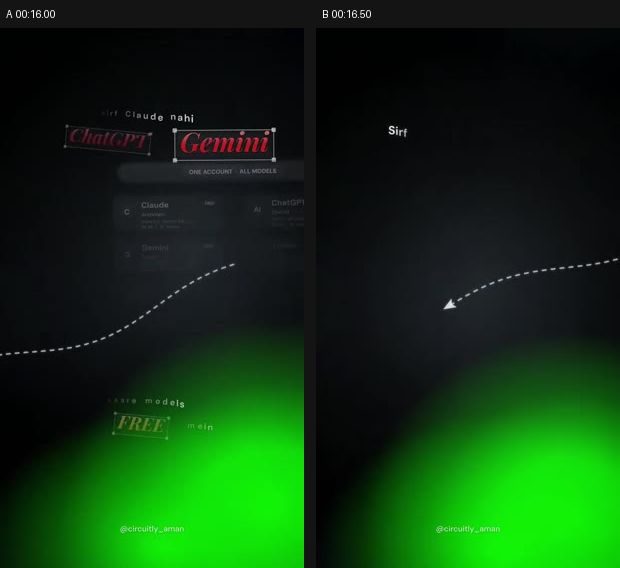 A 00:16.00
B 00:16.50
sirf Claude nahi
ChatGPT Gemini
ONE ACCOUNT ALL MODELS
C Claude
AI ChatGPT
G Gemini
saare models
FREE mein
@circuitly_aman
Sirf
@circuitly_aman